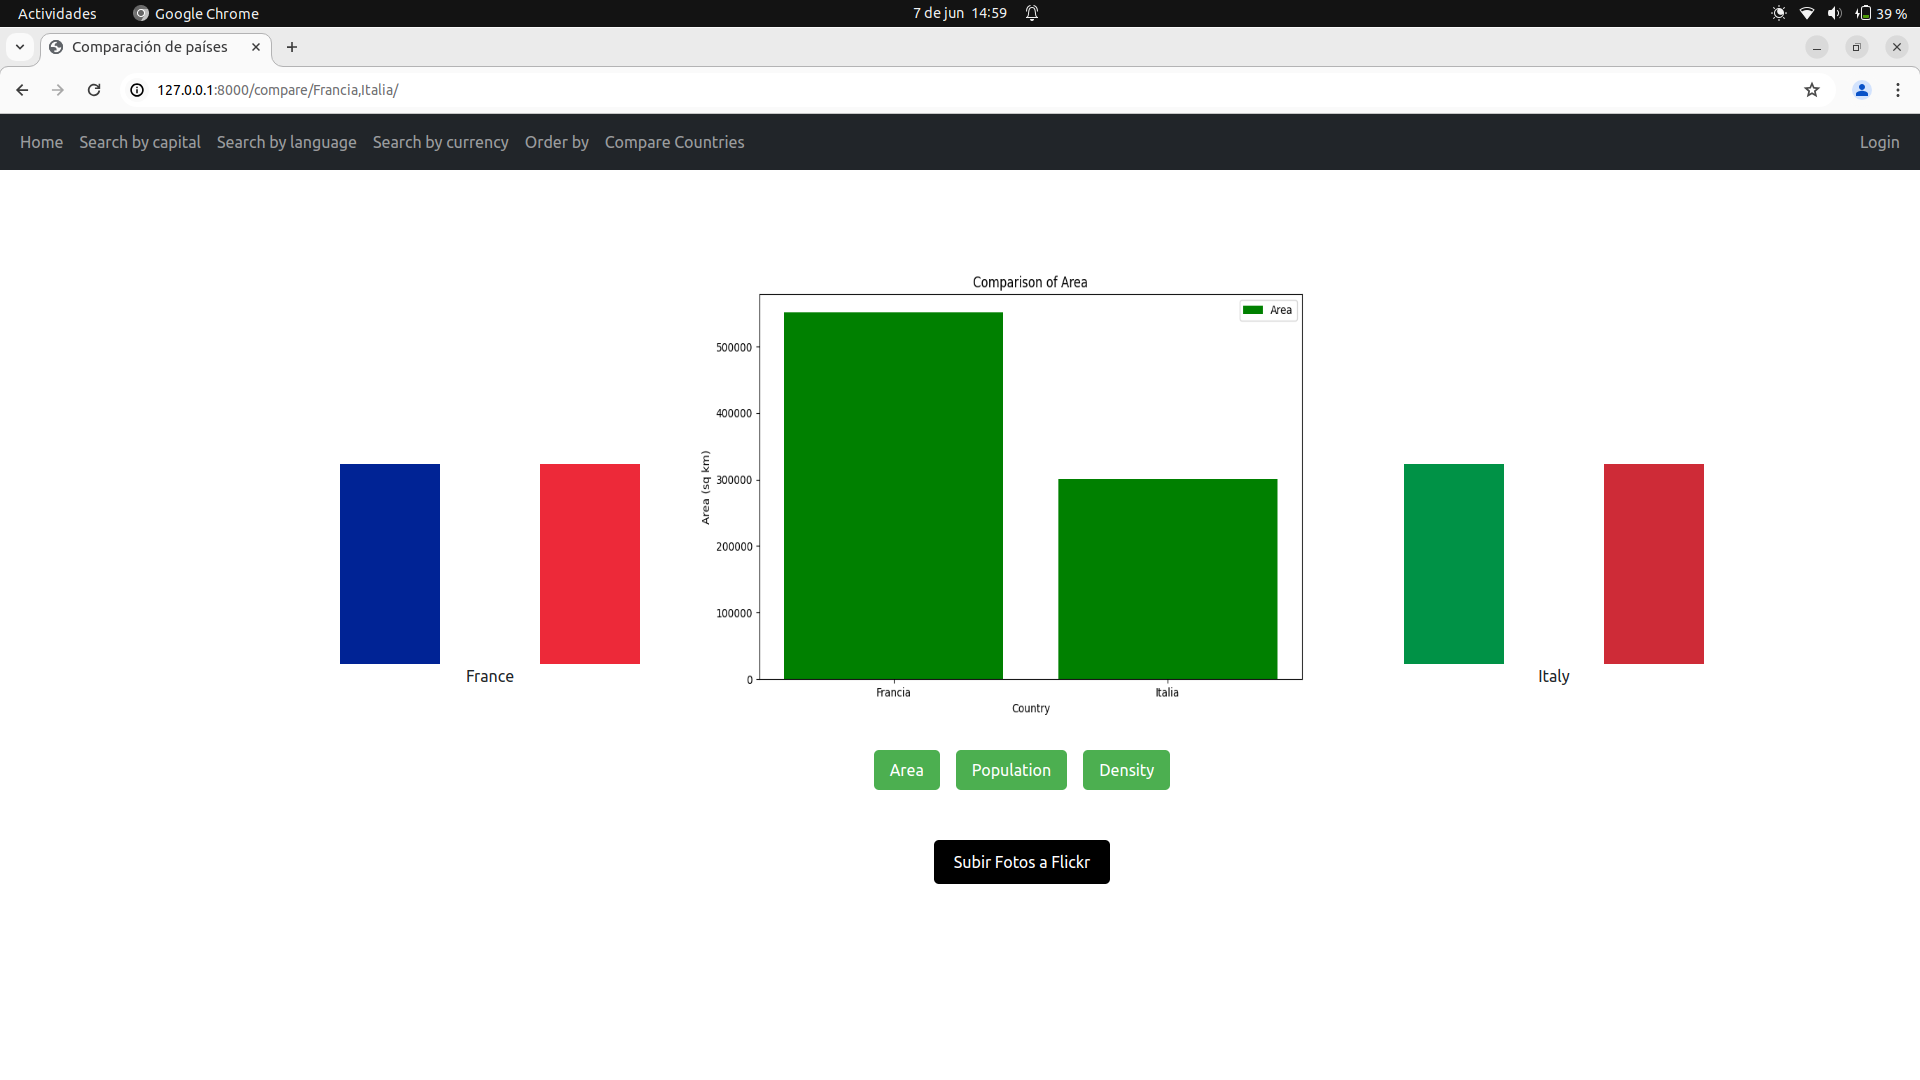 Actividades Google Chrome 7 de jun 14:59 39 %
Comparación de países
127.0.0.1:8000/compare/Francia,Italia/
Home Search by capital Search by language Search by currency Order by Compare Countries Login
Comparison of Area
Area
500000
400000
300000
200000
100000
0
Area (sq km)
Francia Italia
Country
France
Italy
Area Population Density
Subir Fotos a Flickr